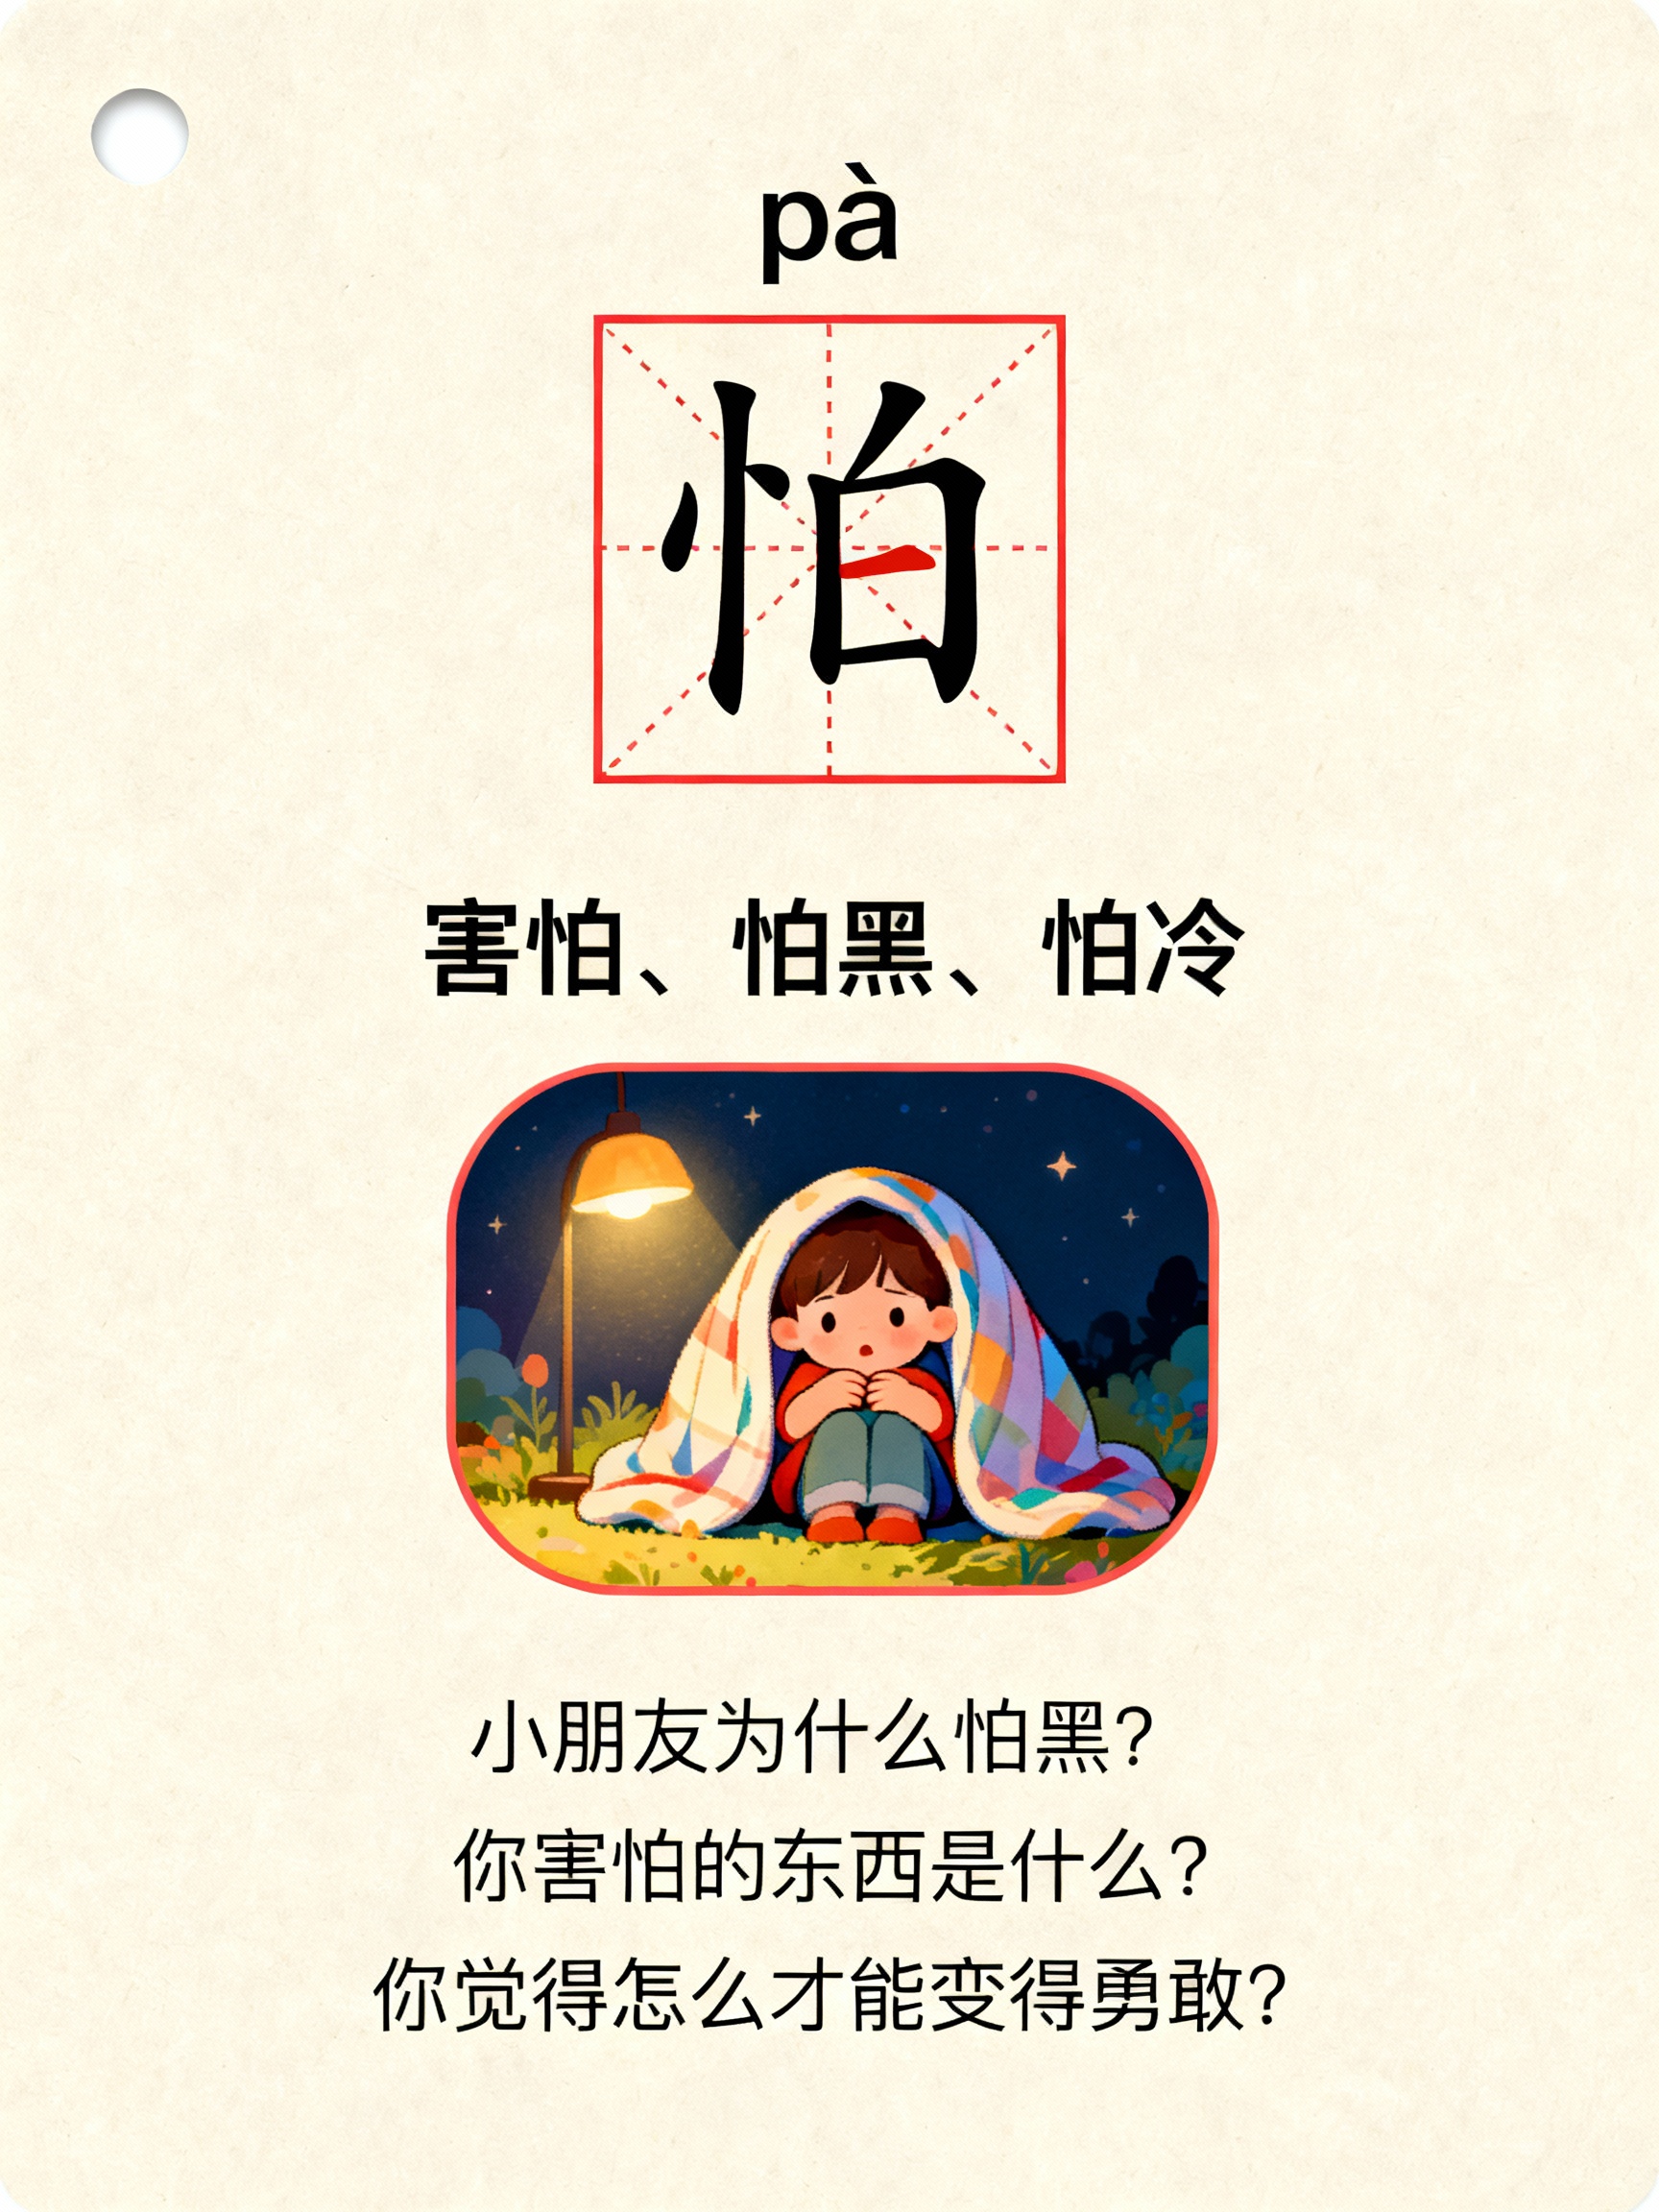 pà
怕
害怕、怕黑、怕冷
小朋友为什么怕黑?
你害怕的东西是什么?
你觉得怎么才能变得勇敢?